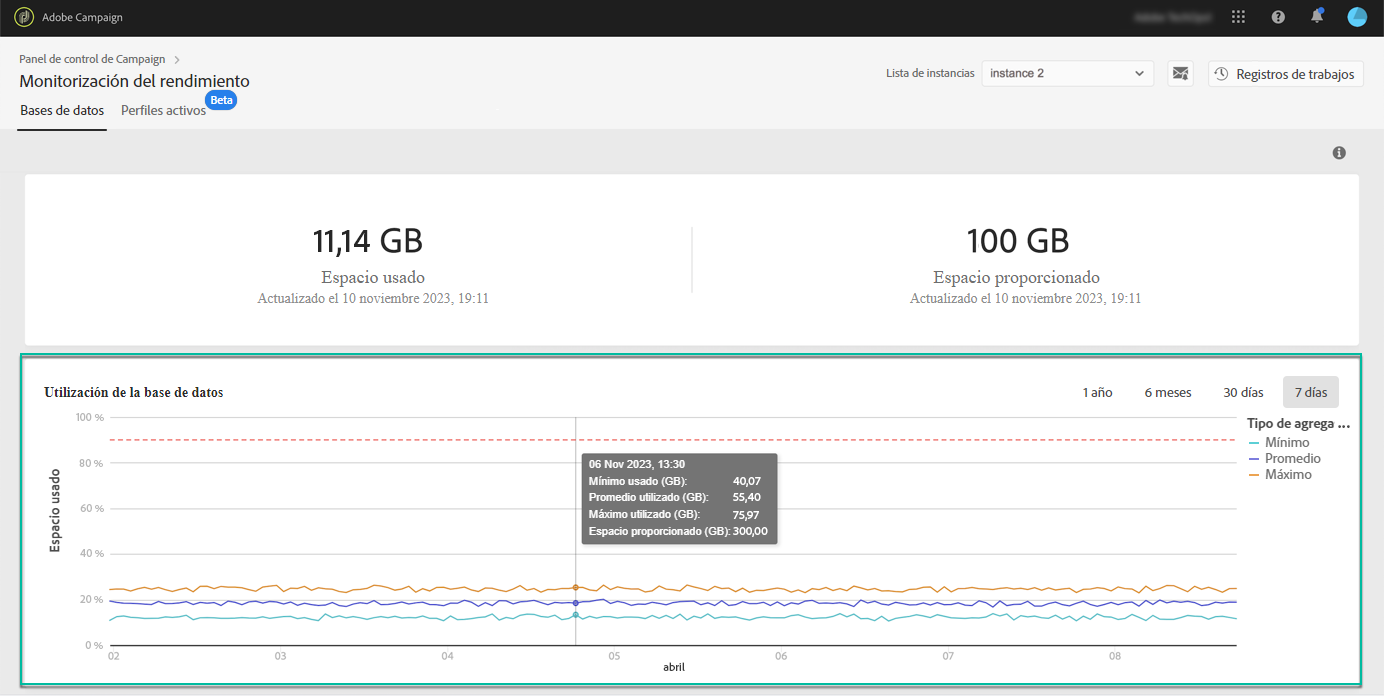 Adobe Campaign
Panel de control de Campaign
Monitorización del rendimiento
Lista de instancias
instance 2
Registros de trabajos
Bases de datos
Perfiles activos
Beta
11,14 GB
Espacio usado
Actualizado el 10 noviembre 2023, 19:11
100 GB
Espacio proporcionado
Actualizado el 10 noviembre 2023, 19:11
Utilización de la base de datos
1 año
6 meses
30 días
7 días
Espacio usado
100 %
80 %
60 %
40 %
20 %
0 %
06 Nov 2023, 13:30
Mínimo usado (GB): 40,07
Promedio utilizado (GB): 55,40
Máximo utilizado (GB): 75,97
Espacio proporcionado (GB): 300,00
Tipo de agrega ...
Mínimo
Promedio
Máximo
02 03 04 05 06 07 08
abril